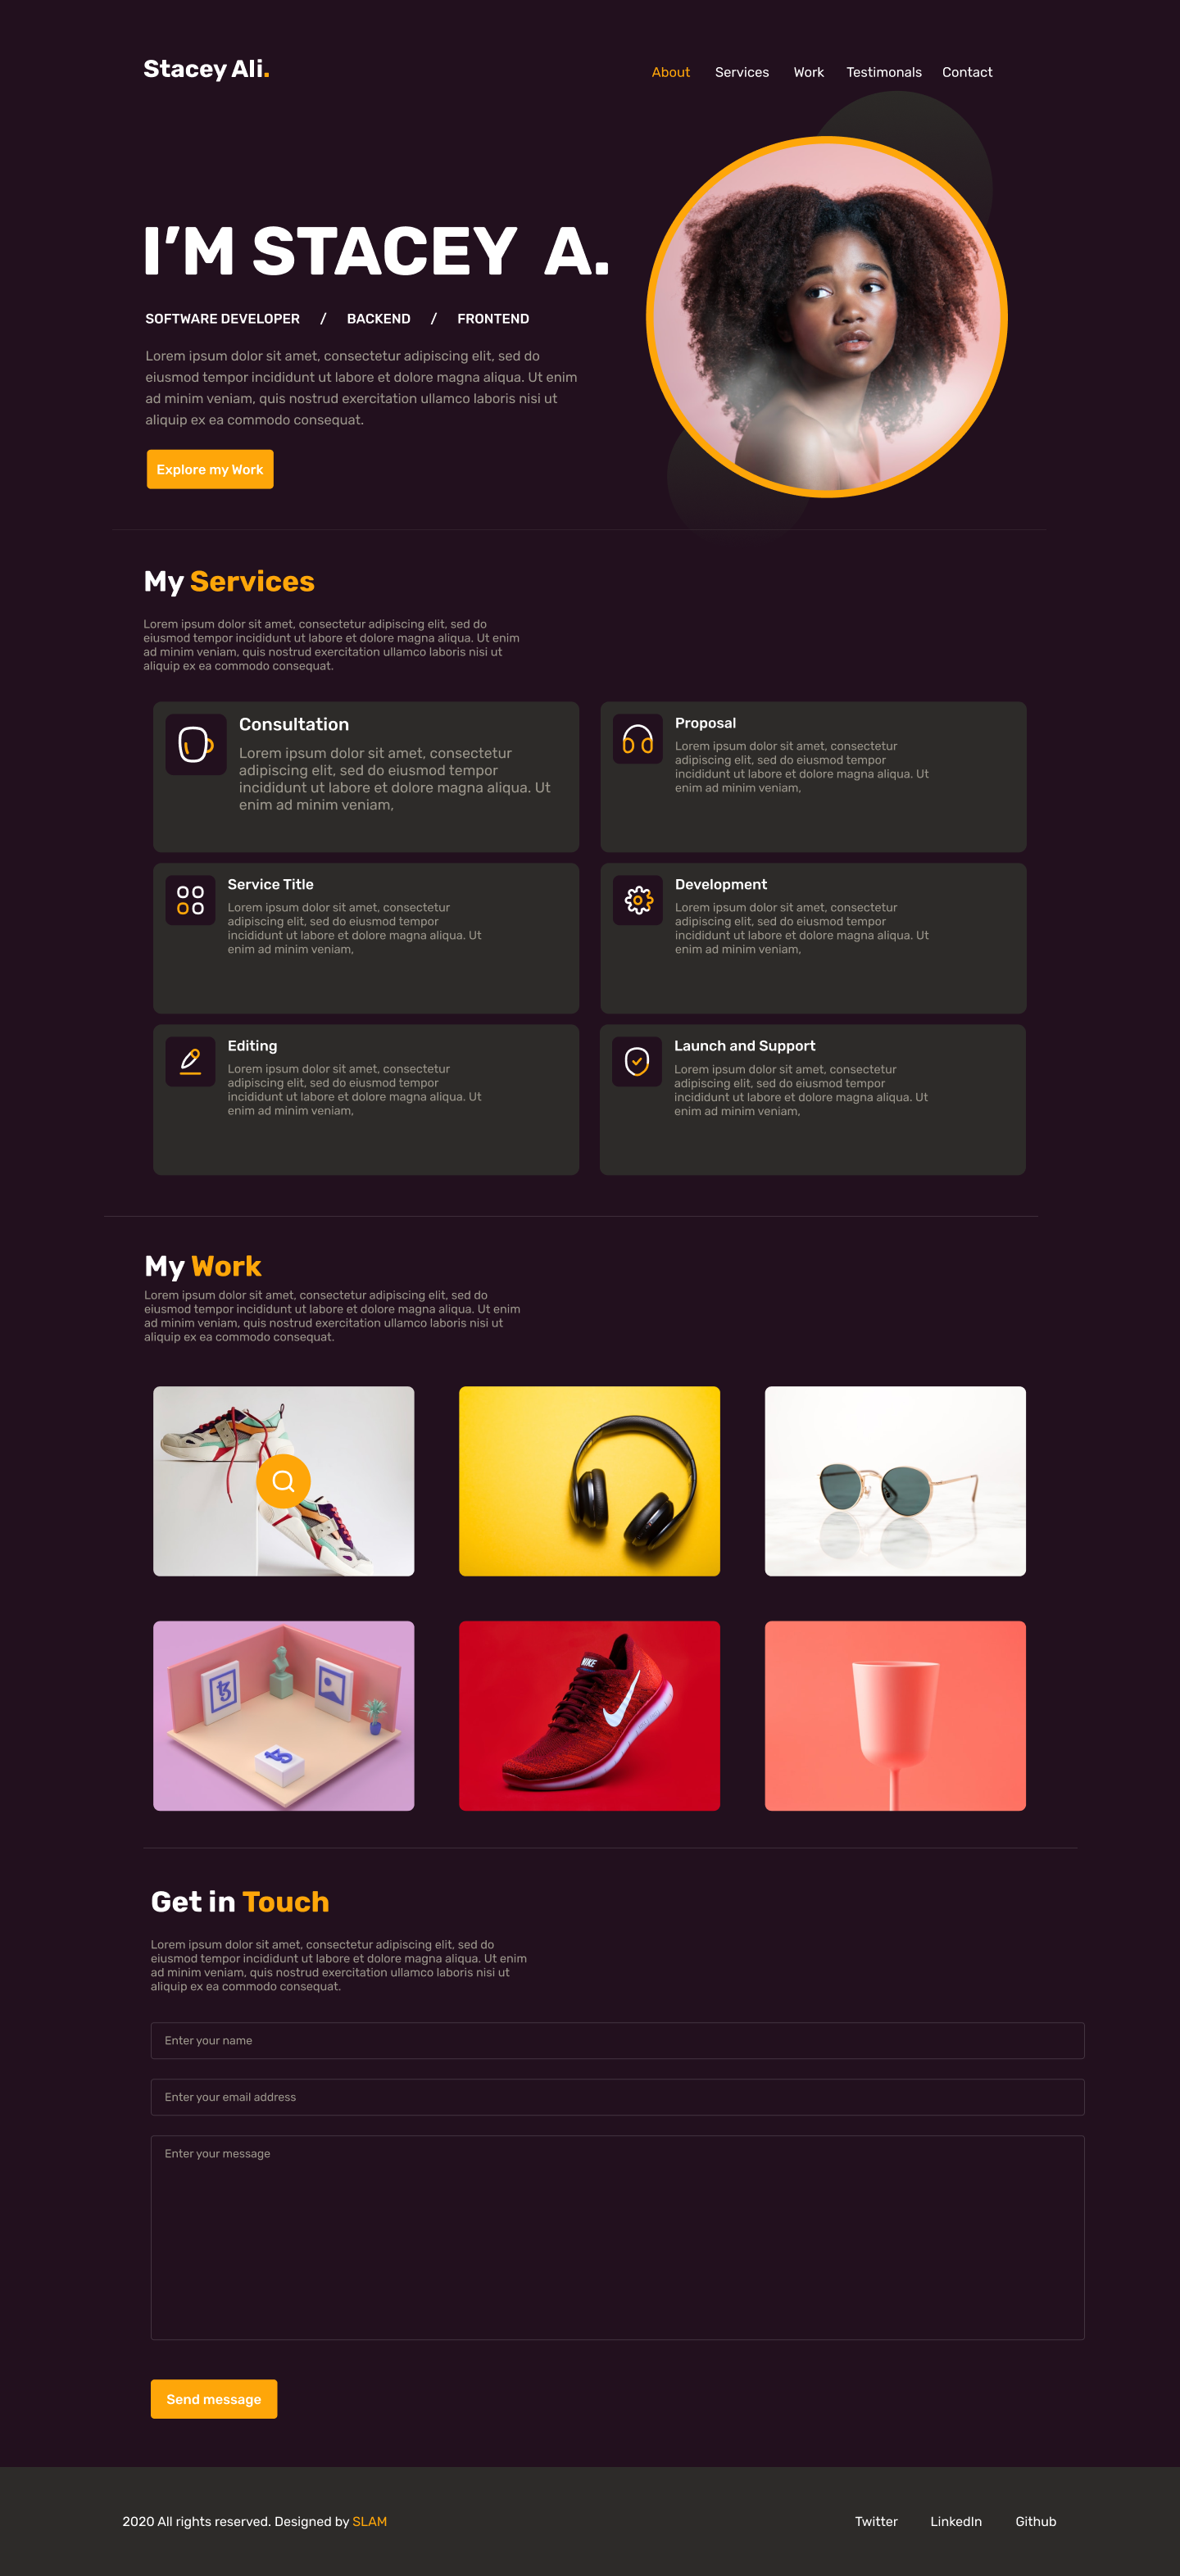 Stacey Ali.
About Services Work Testimonals Contact
I’M STACEY A.
SOFTWARE DEVELOPER / BACKEND / FRONTEND
Lorem ipsum dolor sit amet, consectetur adipiscing elit, sed do
eiusmod tempor incididunt ut labore et dolore magna aliqua. Ut enim
ad minim veniam, quis nostrud exercitation ullamco laboris nisi ut
aliquip ex ea commodo consequat.
Explore my Work
My Services
Lorem ipsum dolor sit amet, consectetur adipiscing elit, sed do
eiusmod tempor incididunt ut labore et dolore magna aliqua. Ut enim
ad minim veniam, quis nostrud exercitation ullamco laboris nisi ut
aliquip ex ea commodo consequat.
Consultation
Lorem ipsum dolor sit amet, consectetur
adipiscing elit, sed do eiusmod tempor
incididunt ut labore et dolore magna aliqua. Ut
enim ad minim veniam,
Proposal
Lorem ipsum dolor sit amet, consectetur
adipiscing elit, sed do eiusmod tempor
incididunt ut labore et dolore magna aliqua. Ut
enim ad minim veniam,
Service Title
Lorem ipsum dolor sit amet, consectetur
adipiscing elit, sed do eiusmod tempor
incididunt ut labore et dolore magna aliqua. Ut
enim ad minim veniam,
Development
Lorem ipsum dolor sit amet, consectetur
adipiscing elit, sed do eiusmod tempor
incididunt ut labore et dolore magna aliqua. Ut
enim ad minim veniam,
Editing
Lorem ipsum dolor sit amet, consectetur
adipiscing elit, sed do eiusmod tempor
incididunt ut labore et dolore magna aliqua. Ut
enim ad minim veniam,
Launch and Support
Lorem ipsum dolor sit amet, consectetur
adipiscing elit, sed do eiusmod tempor
incididunt ut labore et dolore magna aliqua. Ut
enim ad minim veniam,
My Work
Lorem ipsum dolor sit amet, consectetur adipiscing elit, sed do
eiusmod tempor incididunt ut labore et dolore magna aliqua. Ut enim
ad minim veniam, quis nostrud exercitation ullamco laboris nisi ut
aliquip ex ea commodo consequat.
NIKE
Get in Touch
Lorem ipsum dolor sit amet, consectetur adipiscing elit, sed do
eiusmod tempor incididunt ut labore et dolore magna aliqua. Ut enim
ad minim veniam, quis nostrud exercitation ullamco laboris nisi ut
aliquip ex ea commodo consequat.
Enter your name
Enter your email address
Enter your message
Send message
2020 All rights reserved. Designed by SLAM
Twitter LinkedIn Github